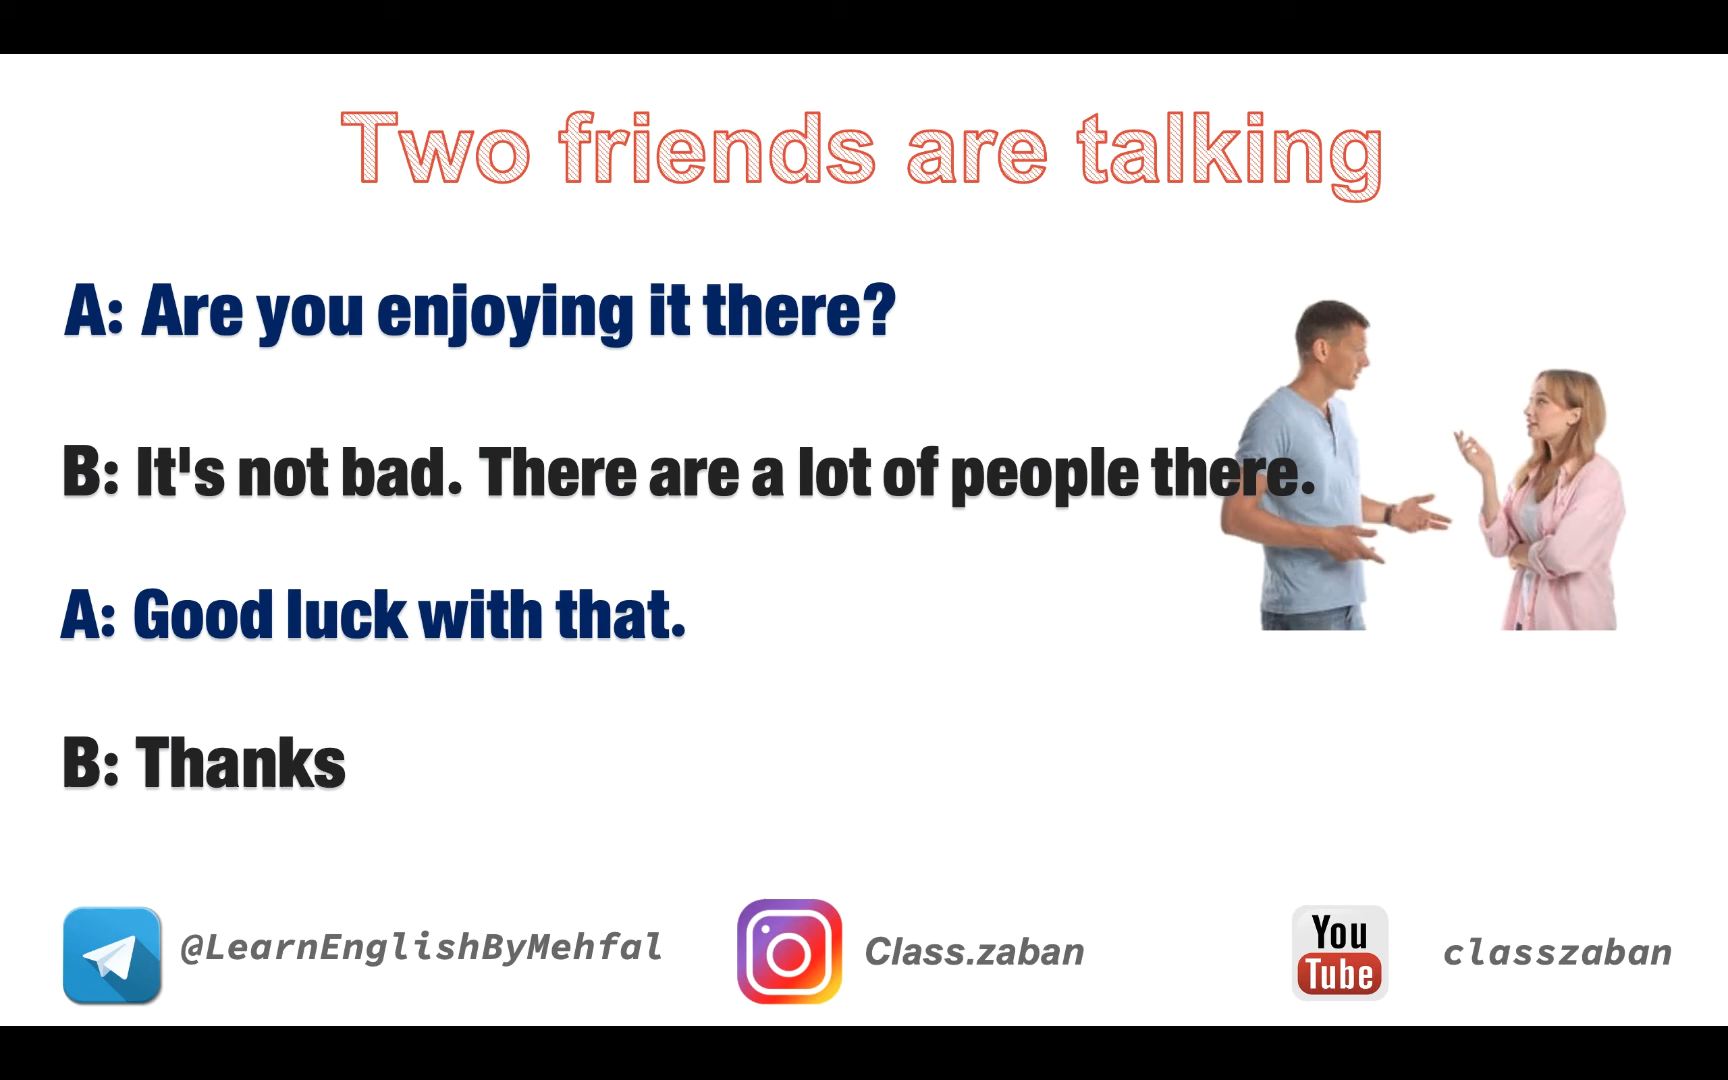 Two friends are talking
A: Are you enjoying it there?
B: It's not bad. There are a lot of people there.
A: Good luck with that.
B: Thanks
@LearnEnglishByMehfal
Class.zaban
You
Tube
classzaban